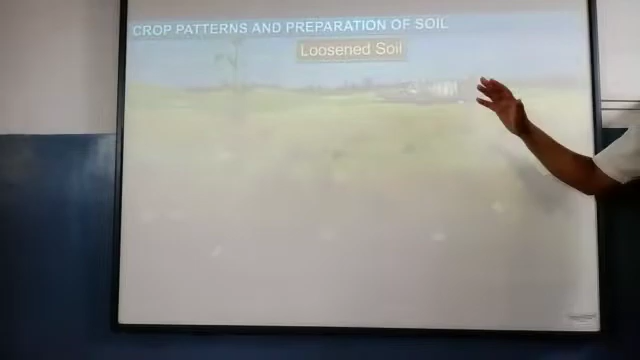 CROP PATTERNS AND PREPARATION OF SOIL
Loosened Soil